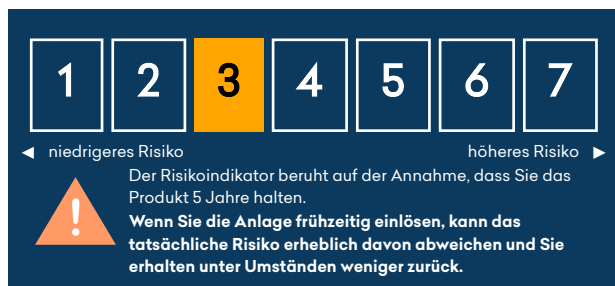 1 2 3 4 5 6 7
◄ niedrigeres Risiko höheres Risiko ►
Der Risikoindikator beruht auf der Annahme, dass Sie das
Produkt 5 Jahre halten.
!
Wenn Sie die Anlage frühzeitig einlösen, kann das
tatsächliche Risiko erheblich davon abweichen und Sie
erhalten unter Umständen weniger zurück.